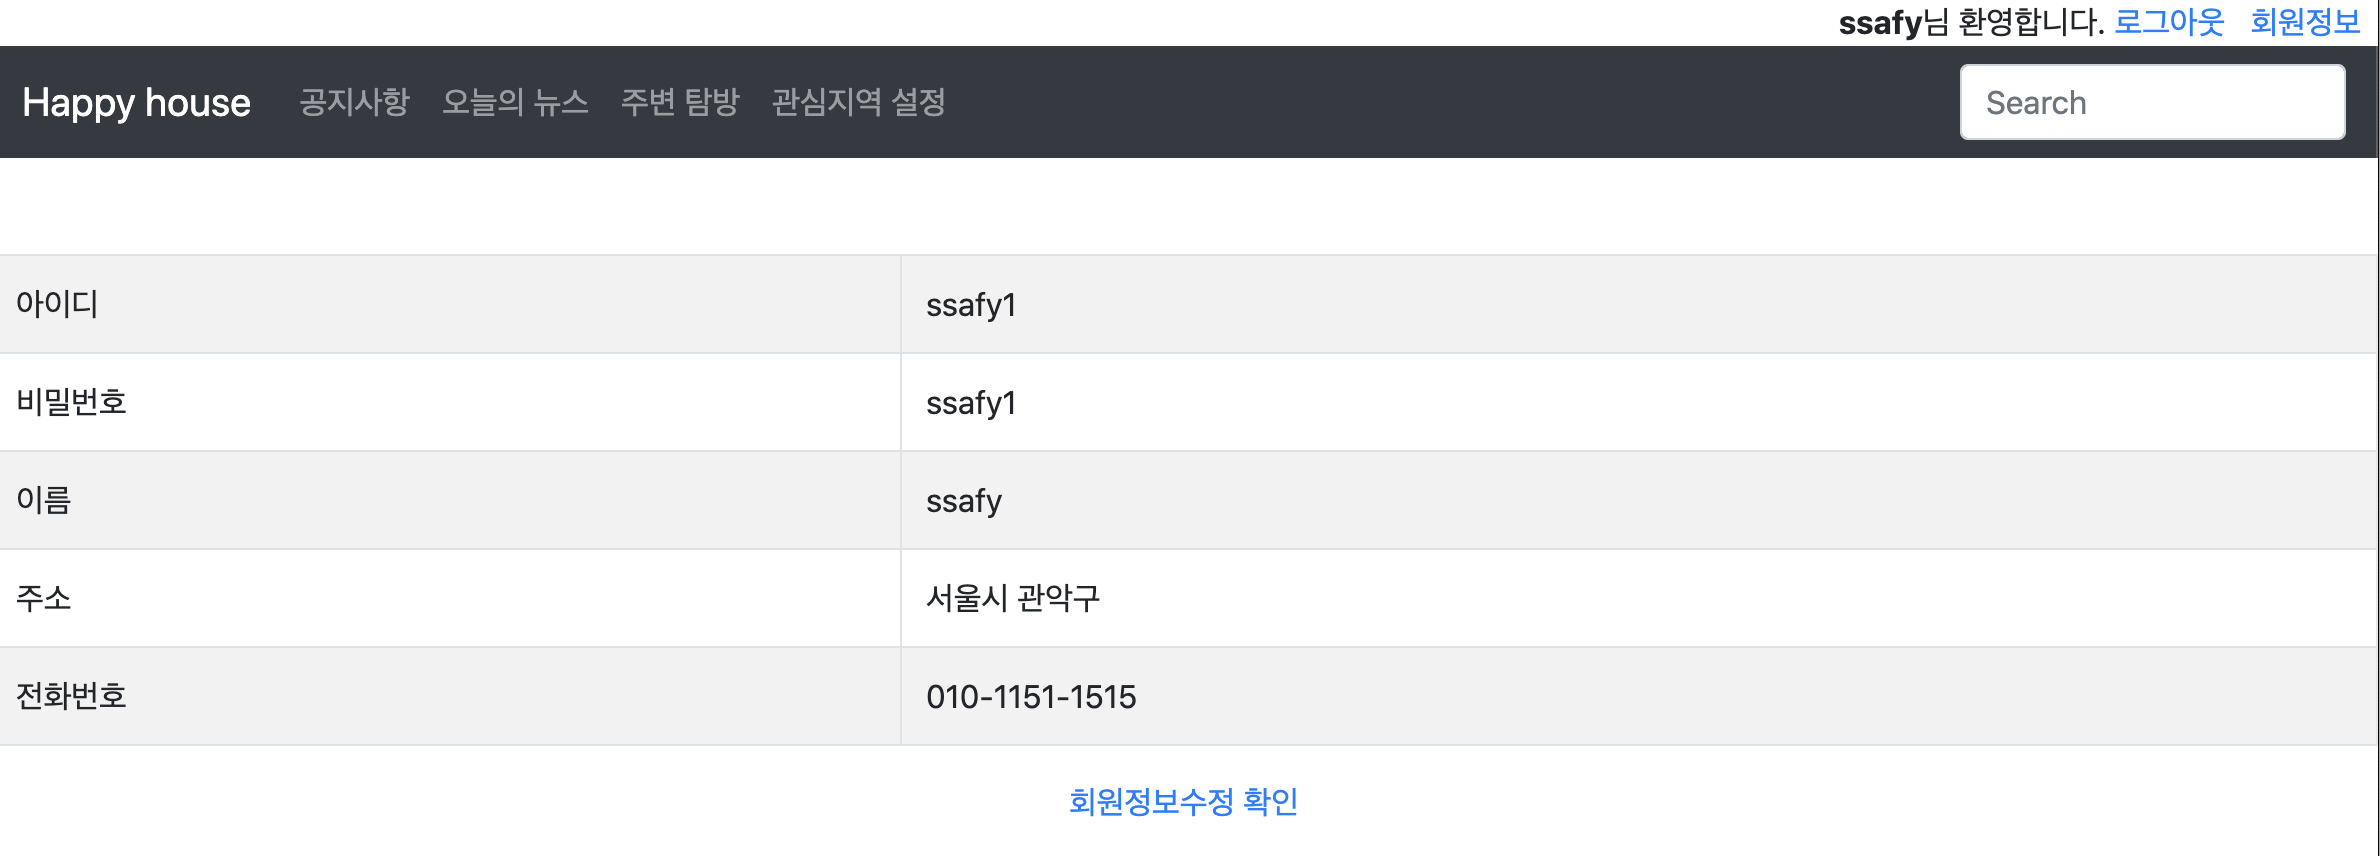 ssafy님 환영합니다. 로그아웃 회원정보
Happy house 공지사항 오늘의 뉴스 주변 탐방 관심지역 설정 Search
아이디 ssafy1
비밀번호 ssafy1
이름 ssafy
주소 서울시 관악구
전화번호 010-1151-1515
회원정보수정 확인